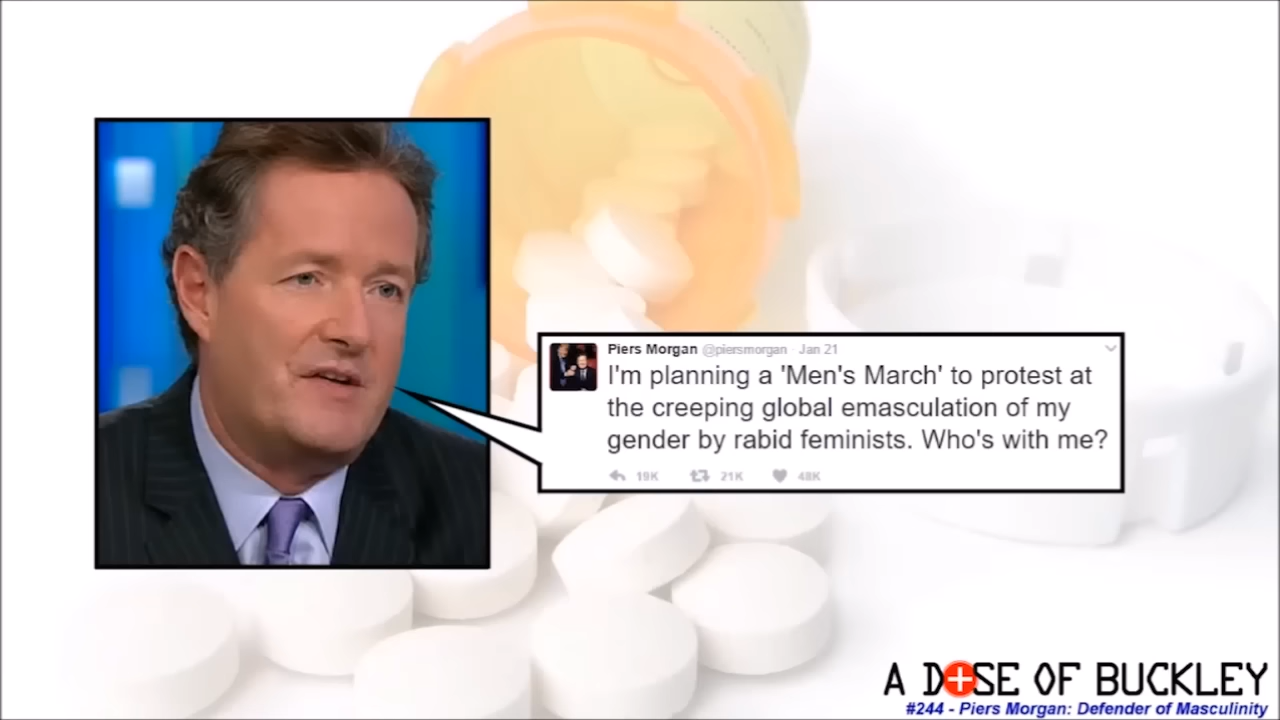 Piers Morgan @piersmorgan · Jan 21
I'm planning a 'Men's March' to protest at
the creeping global emasculation of my
gender by rabid feminists. Who's with me?
19K 21K 48K
A DOSE OF BUCKLEY
#244 - Piers Morgan: Defender of Masculinity